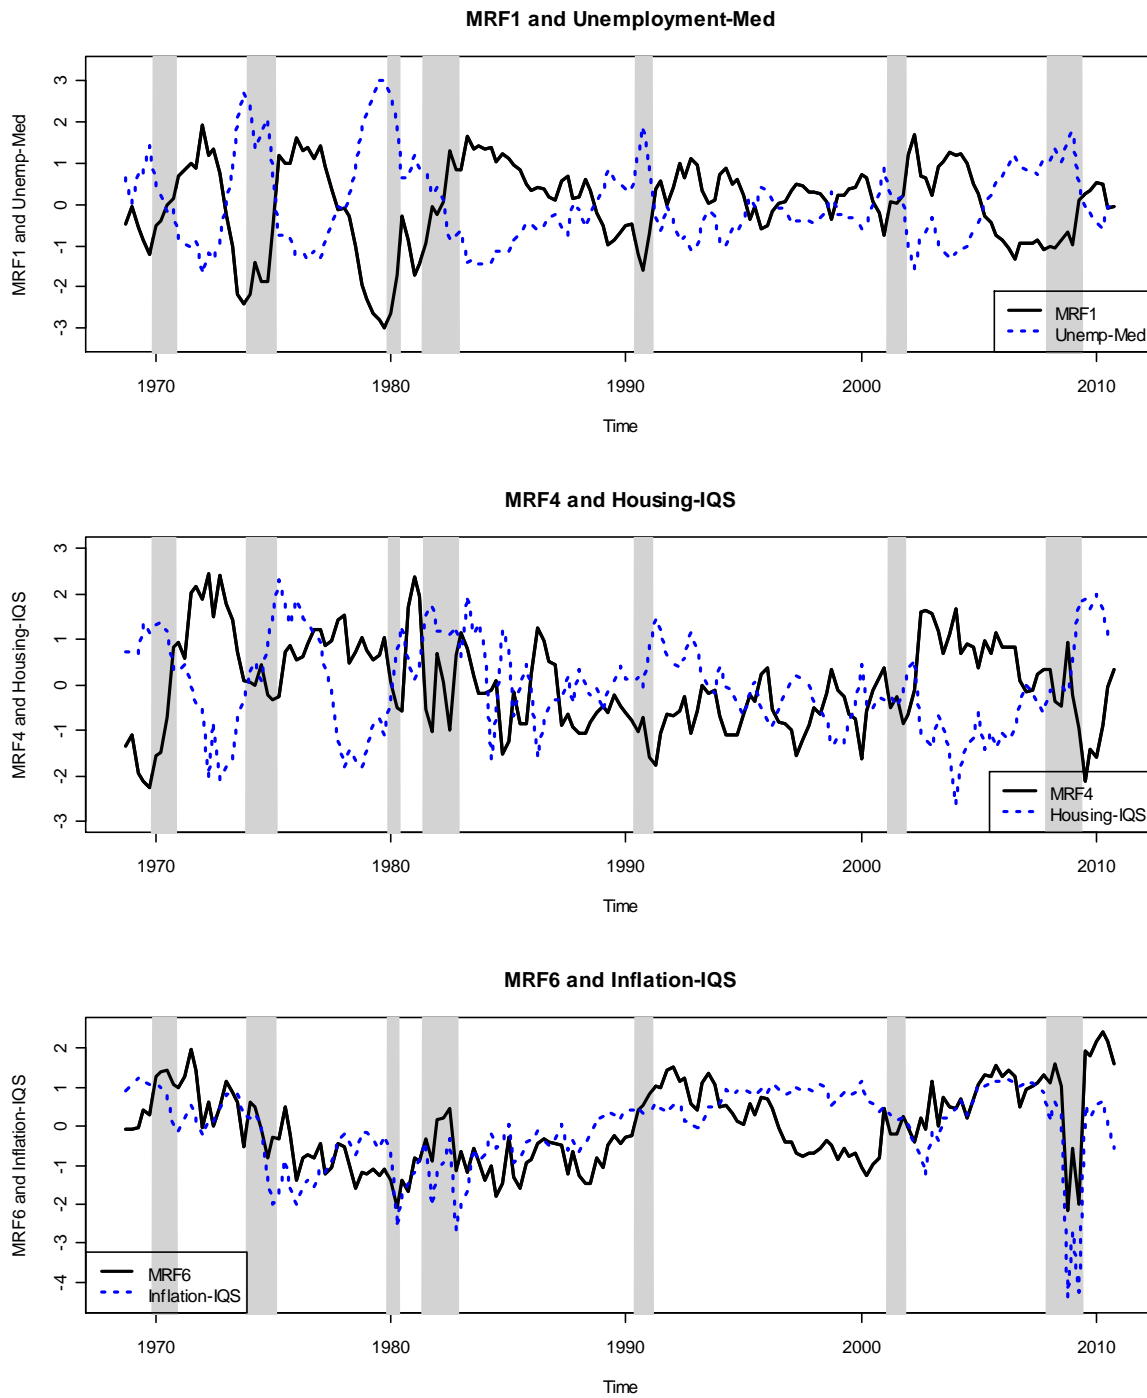 MRF1 and Unemployment-Med
MRF1 and Unemp-Med
3
2
1
0
-1
-2
-3
MRF1
Unemp-Med
1970 1980 1990 2000 2010
Time
MRF4 and Housing-IQS
MRF4 and Housing-IQS
3
2
1
0
-1
-2
-3
MRF4
Housing-IQS
1970 1980 1990 2000 2010
Time
MRF6 and Inflation-IQS
MRF6 and Inflation-IQS
2
1
0
-1
-2
-3
-4
MRF6
Inflation-IQS
1970 1980 1990 2000 2010
Time